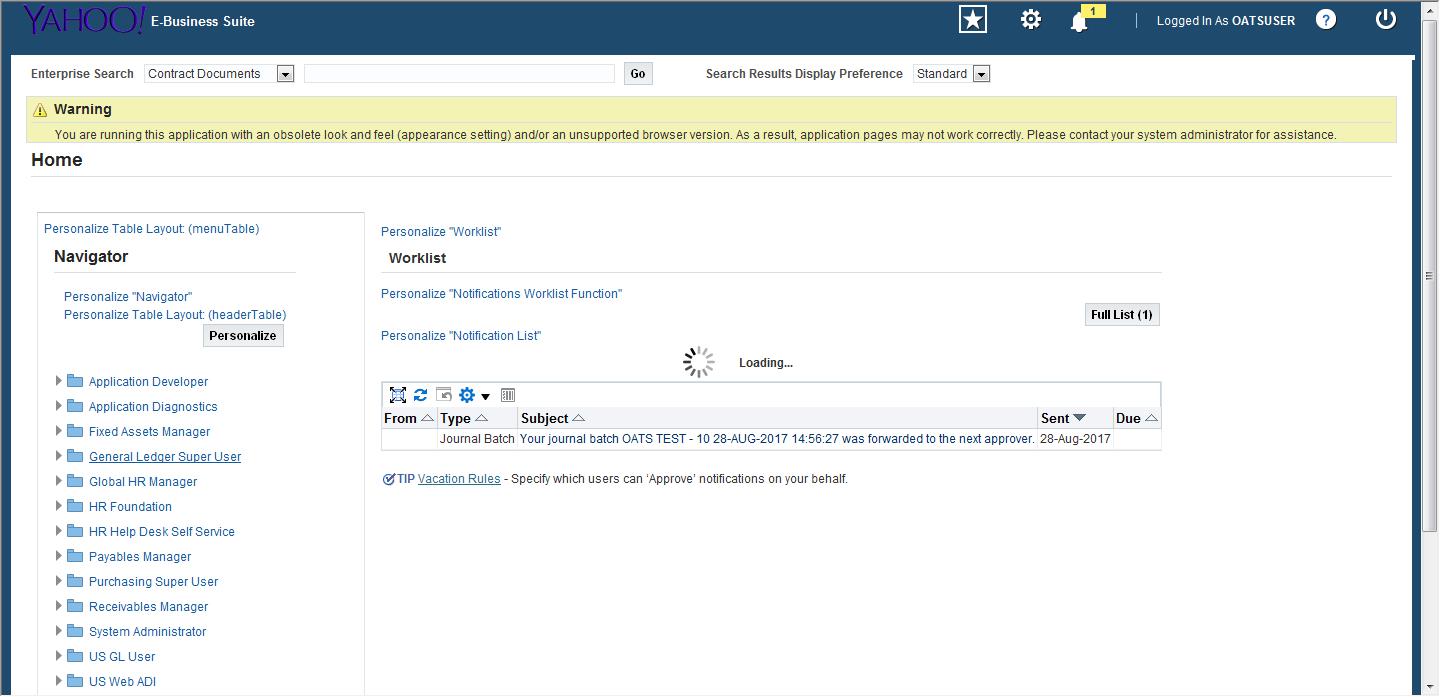 YAHOO! E-Business Suite
1
Logged In As OATSUSER
?
Enterprise Search Contract Documents Go Search Results Display Preference Standard
Warning
You are running this application with an obsolete look and feel (appearance setting) and/or an unsupported browser version. As a result, application pages may not work correctly. Please contact your system administrator for assistance.
Home
Personalize Table Layout: (menuTable)
Navigator
Personalize "Navigator"
Personalize Table Layout: (headerTable)
Personalize
Application Developer
Application Diagnostics
Fixed Assets Manager
General Ledger Super User
Global HR Manager
HR Foundation
HR Help Desk Self Service
Payables Manager
Purchasing Super User
Receivables Manager
System Administrator
US GL User
US Web ADI
Personalize "Worklist"
Worklist
Personalize "Notifications Worklist Function"
Full List (1)
Personalize "Notification List"
Loading...
From Type Subject Sent Due
Journal Batch Your journal batch OATS TEST - 10 28-AUG-2017 14:56:27 was forwarded to the next approver. 28-Aug-2017
TIP Vacation Rules - Specify which users can ‘Approve’ notifications on your behalf.